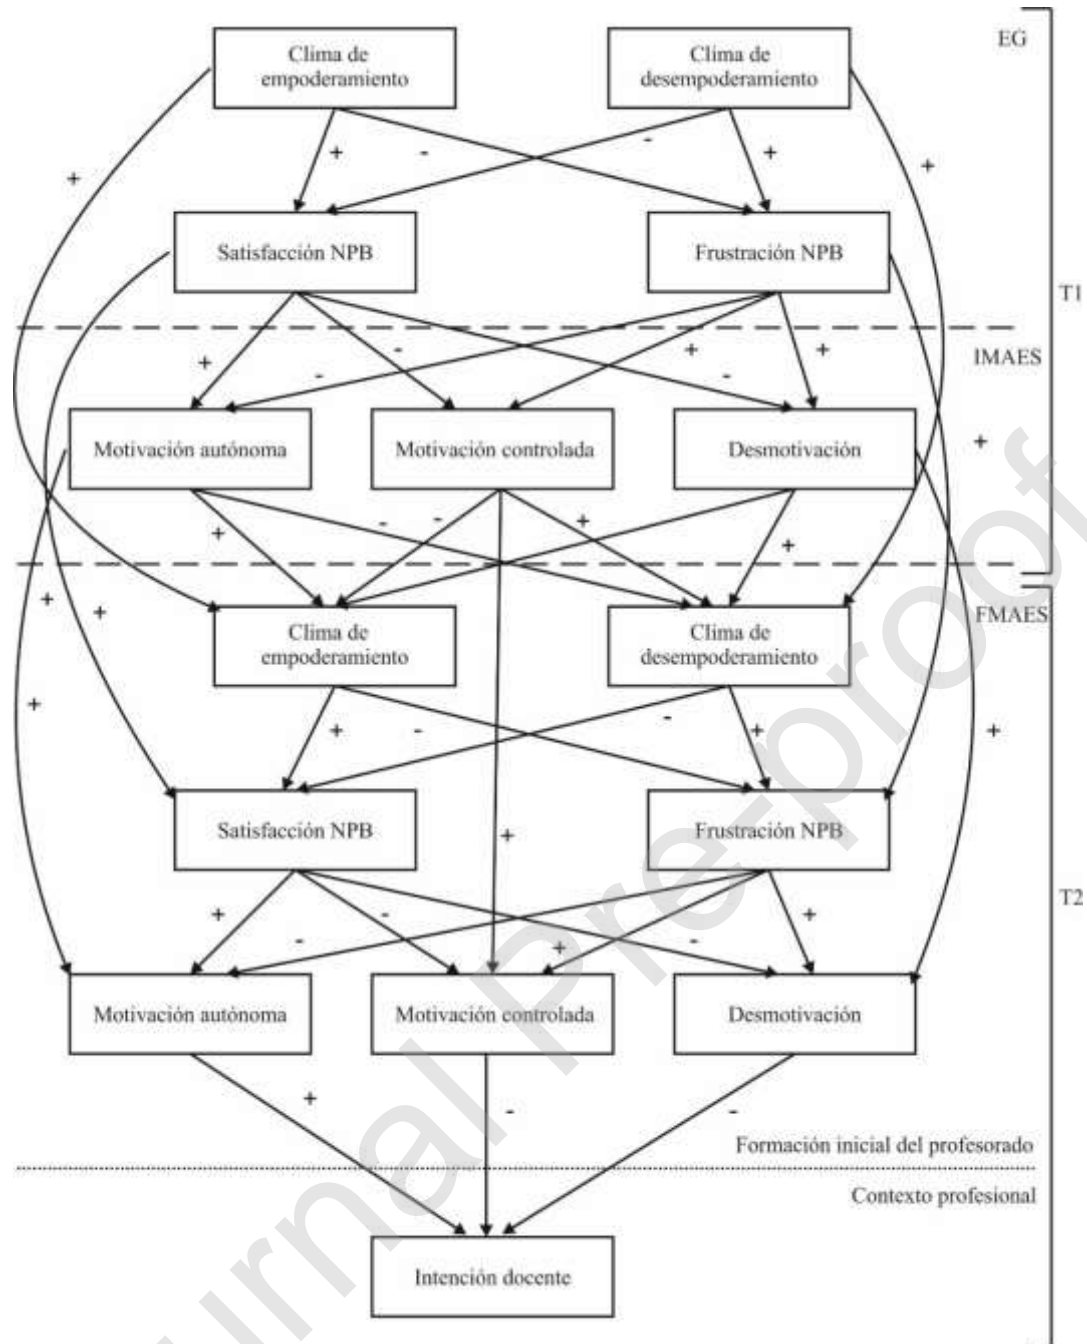 EG
Clima de
empoderamiento
Clima de
desempoderamiento
+
+
-
-
+
+
Satisfacción NPB
Frustración NPB
T1
+
-
-
+
-
+
IMAES
Motivación autónoma
Motivación controlada
Desmotivación
+
+
-
-
+
+
FMAES
+
+
Clima de
empoderamiento
Clima de
desempoderamiento
+
+
-
-
+
+
Satisfacción NPB
Frustración NPB
+
T2
+
-
-
+
-
+
Motivación autónoma
Motivación controlada
Desmotivación
+
-
-
Formación inicial del profesorado
Contexto profesional
Intención docente
Journal Pre-proof